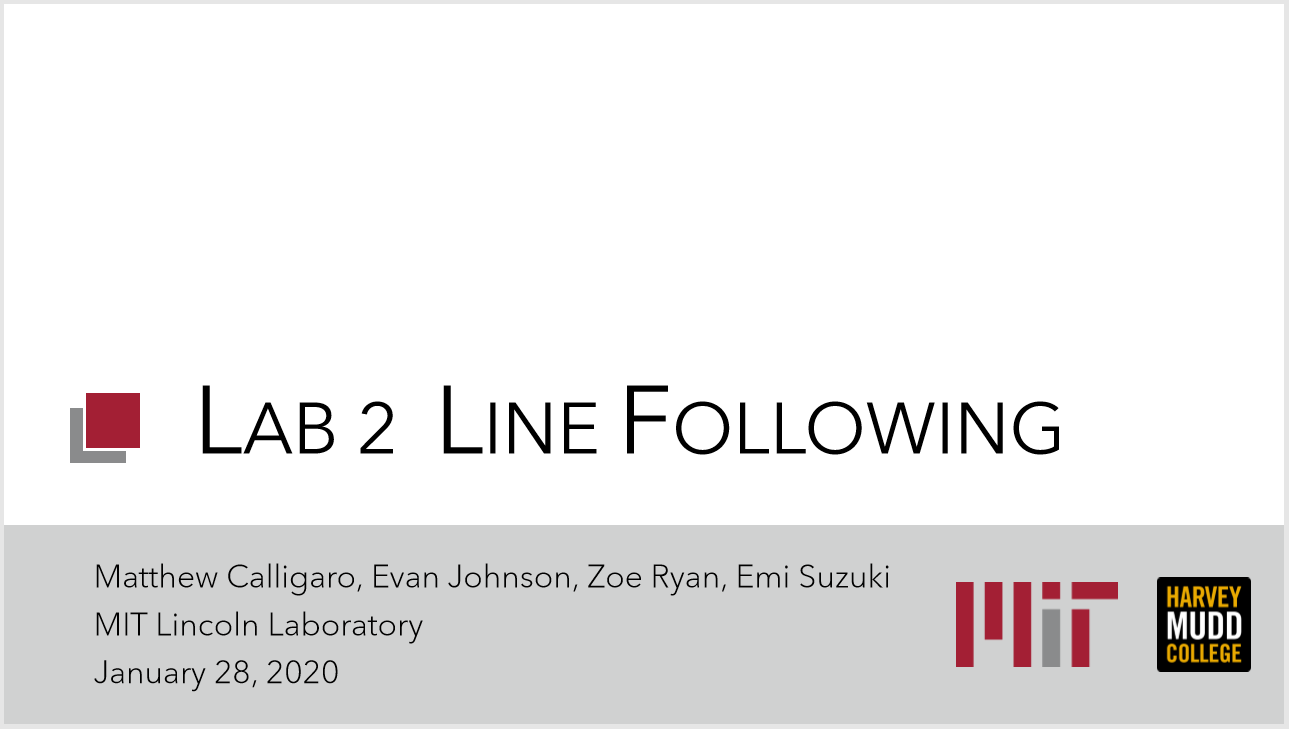 LAB 2 LINE FOLLOWING
Matthew Calligaro, Evan Johnson, Zoe Ryan, Emi Suzuki
MIT Lincoln Laboratory
January 28, 2020
MIT
HARVEY
MUDD
COLLEGE